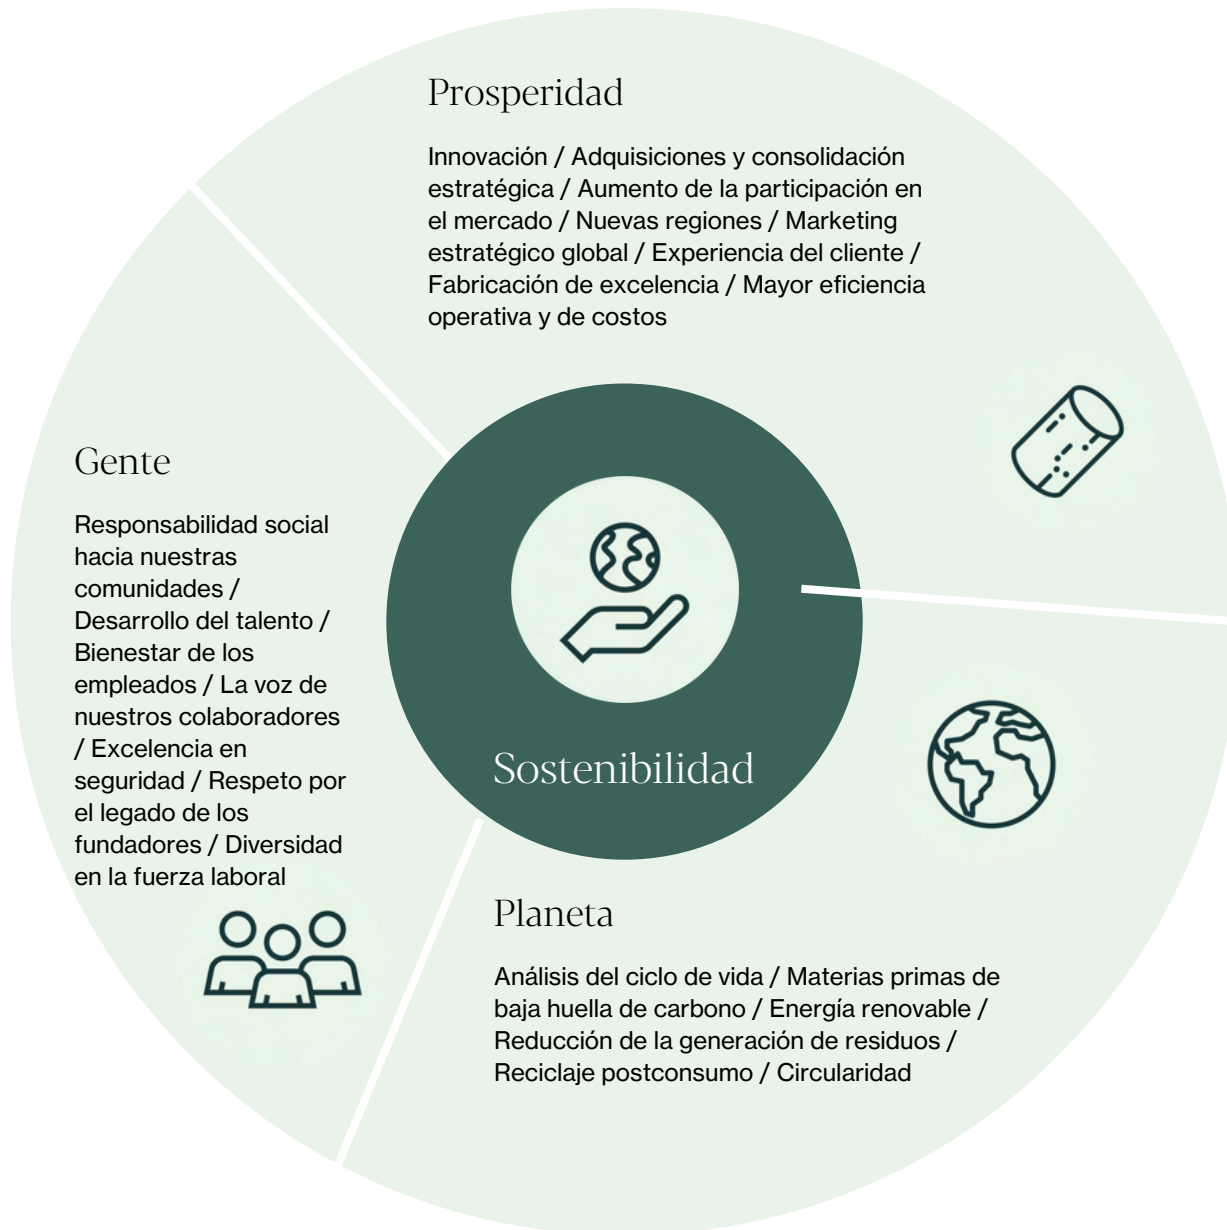 Prosperidad
Innovación / Adquisiciones y consolidación
estratégica / Aumento de la participación en
el mercado / Nuevas regiones / Marketing
estratégico global / Experiencia del cliente /
Fabricación de excelencia / Mayor eficiencia
operativa y de costos
Gente
Responsabilidad social
hacia nuestras
comunidades /
Desarrollo del talento /
Bienestar de los
empleados / La voz de
nuestros colaboradores
/ Excelencia en
seguridad / Respeto por
el legado de los
fundadores / Diversidad
en la fuerza laboral
Sostenibilidad
Planeta
Análisis del ciclo de vida / Materias primas de
baja huella de carbono / Energía renovable /
Reducción de la generación de residuos /
Reciclaje postconsumo / Circularidad